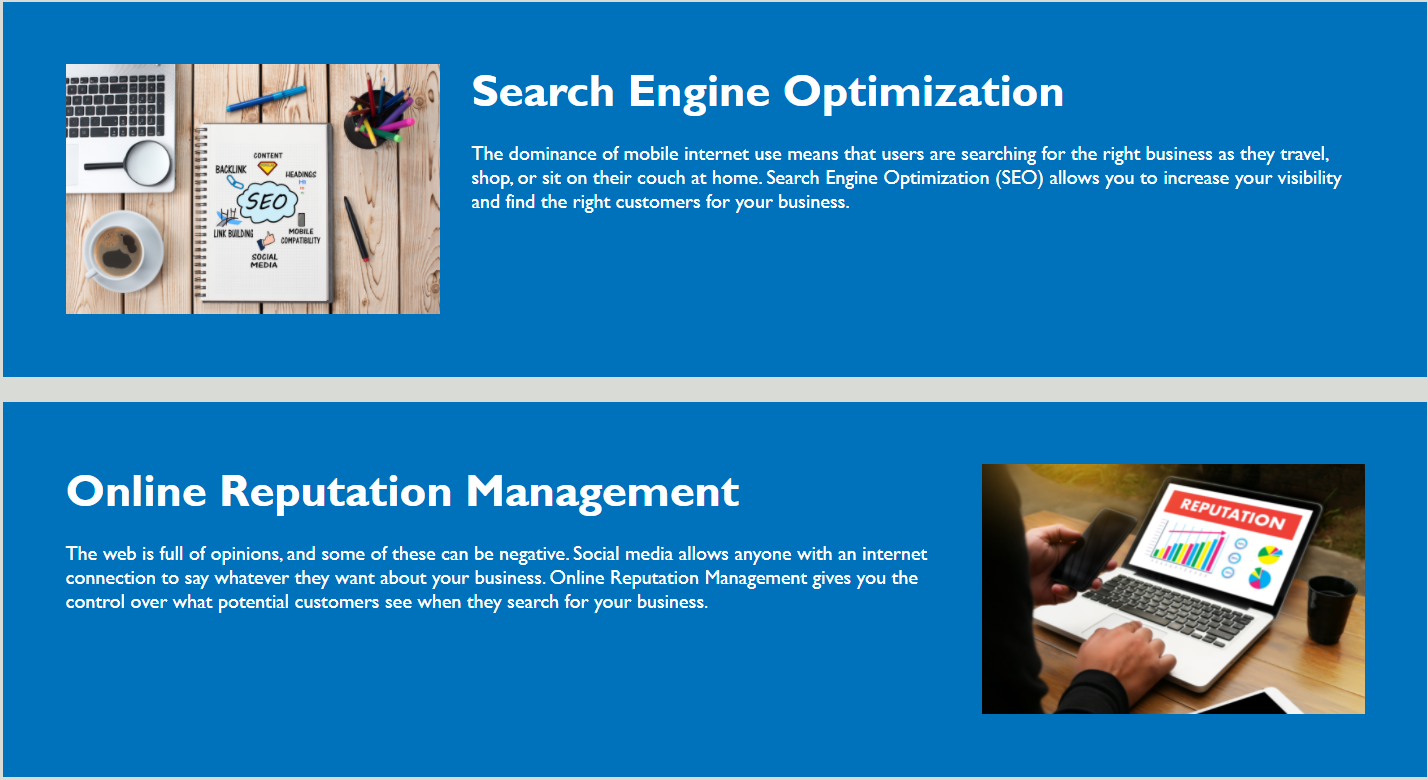 Search Engine Optimization
The dominance of mobile internet use means that users are searching for the right business as they travel,
shop, or sit on their couch at home. Search Engine Optimization (SEO) allows you to increase your visibility
and find the right customers for your business.
CONTENT
BACKLINK
HEADINGS
SEO
LINK BUILDING
MOBILE
COMPATIBILITY
SOCIAL
MEDIA
Online Reputation Management
The web is full of opinions, and some of these can be negative. Social media allows anyone with an internet
connection to say whatever they want about your business. Online Reputation Management gives you the
control over what potential customers see when they search for your business.
REPUTATION